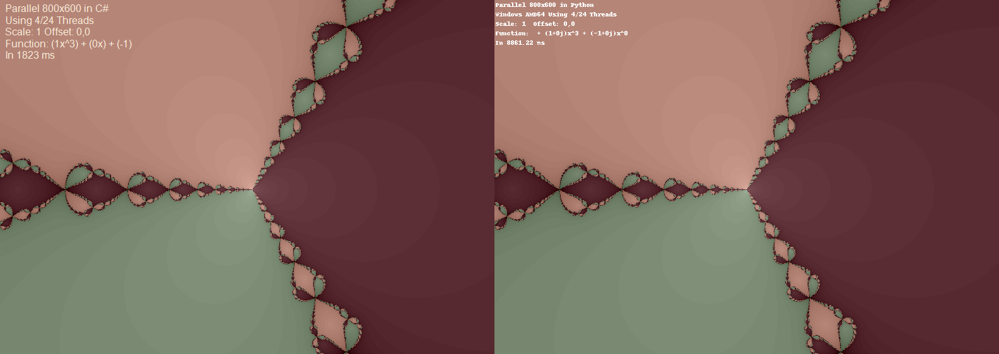 Parallel 800x600 in C#
Using 4/24 Threads
Scale: 1 Offset: 0,0
Function: (1x^3) + (0x) + (-1)
In 1823 ms
Parallel 800x600 in Python
Windows AMD64 Using 4/24 Threads
Scale: 1  Offset: 0,0
Function:  + (1+0j)x^3 + (-1+0j)x^0
In 8861.22 ms